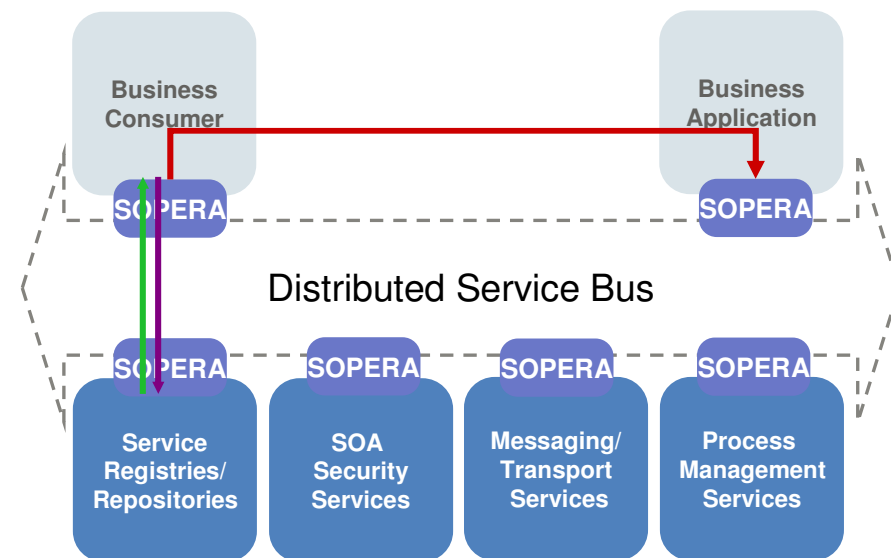 Business
Consumer
Business
Application
SOPERA
SOPERA
Distributed Service Bus
SOPERA
SOPERA
SOPERA
SOPERA
Service
Registries/
Repositories
SOA
Security
Services
Messaging/
Transport
Services
Process
Management
Services